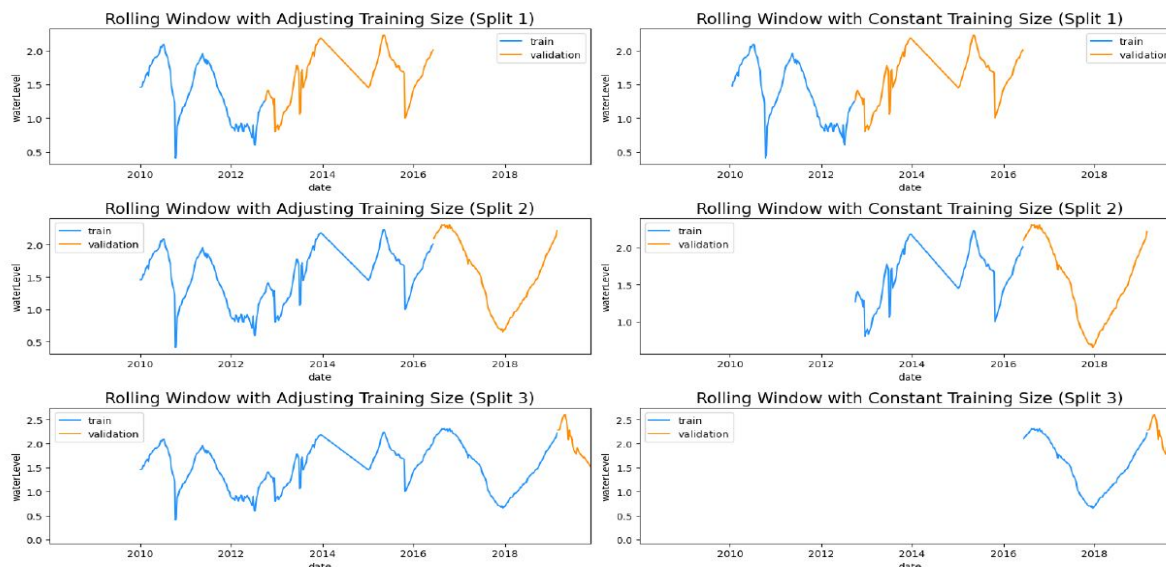 Rolling Window with Adjusting Training Size (Split 1)
train
validation
waterLevel
2.0
1.5
1.0
0.5
2010 2012 2014 2016 2018
date
Rolling Window with Constant Training Size (Split 1)
train
validation
waterLevel
2.0
1.5
1.0
0.5
2010 2012 2014 2016 2018
date
Rolling Window with Adjusting Training Size (Split 2)
train
validation
waterLevel
2.0
1.5
1.0
0.5
2010 2012 2014 2016 2018
date
Rolling Window with Constant Training Size (Split 2)
train
validation
waterLevel
2.0
1.5
1.0
2010 2012 2014 2016 2018
date
Rolling Window with Adjusting Training Size (Split 3)
train
validation
waterLevel
2.5
2.0
1.5
1.0
0.5
0.0
2010 2012 2014 2016 2018
date
Rolling Window with Constant Training Size (Split 3)
train
validation
waterLevel
2.5
2.0
1.5
1.0
0.5
0.0
2010 2012 2014 2016 2018
date